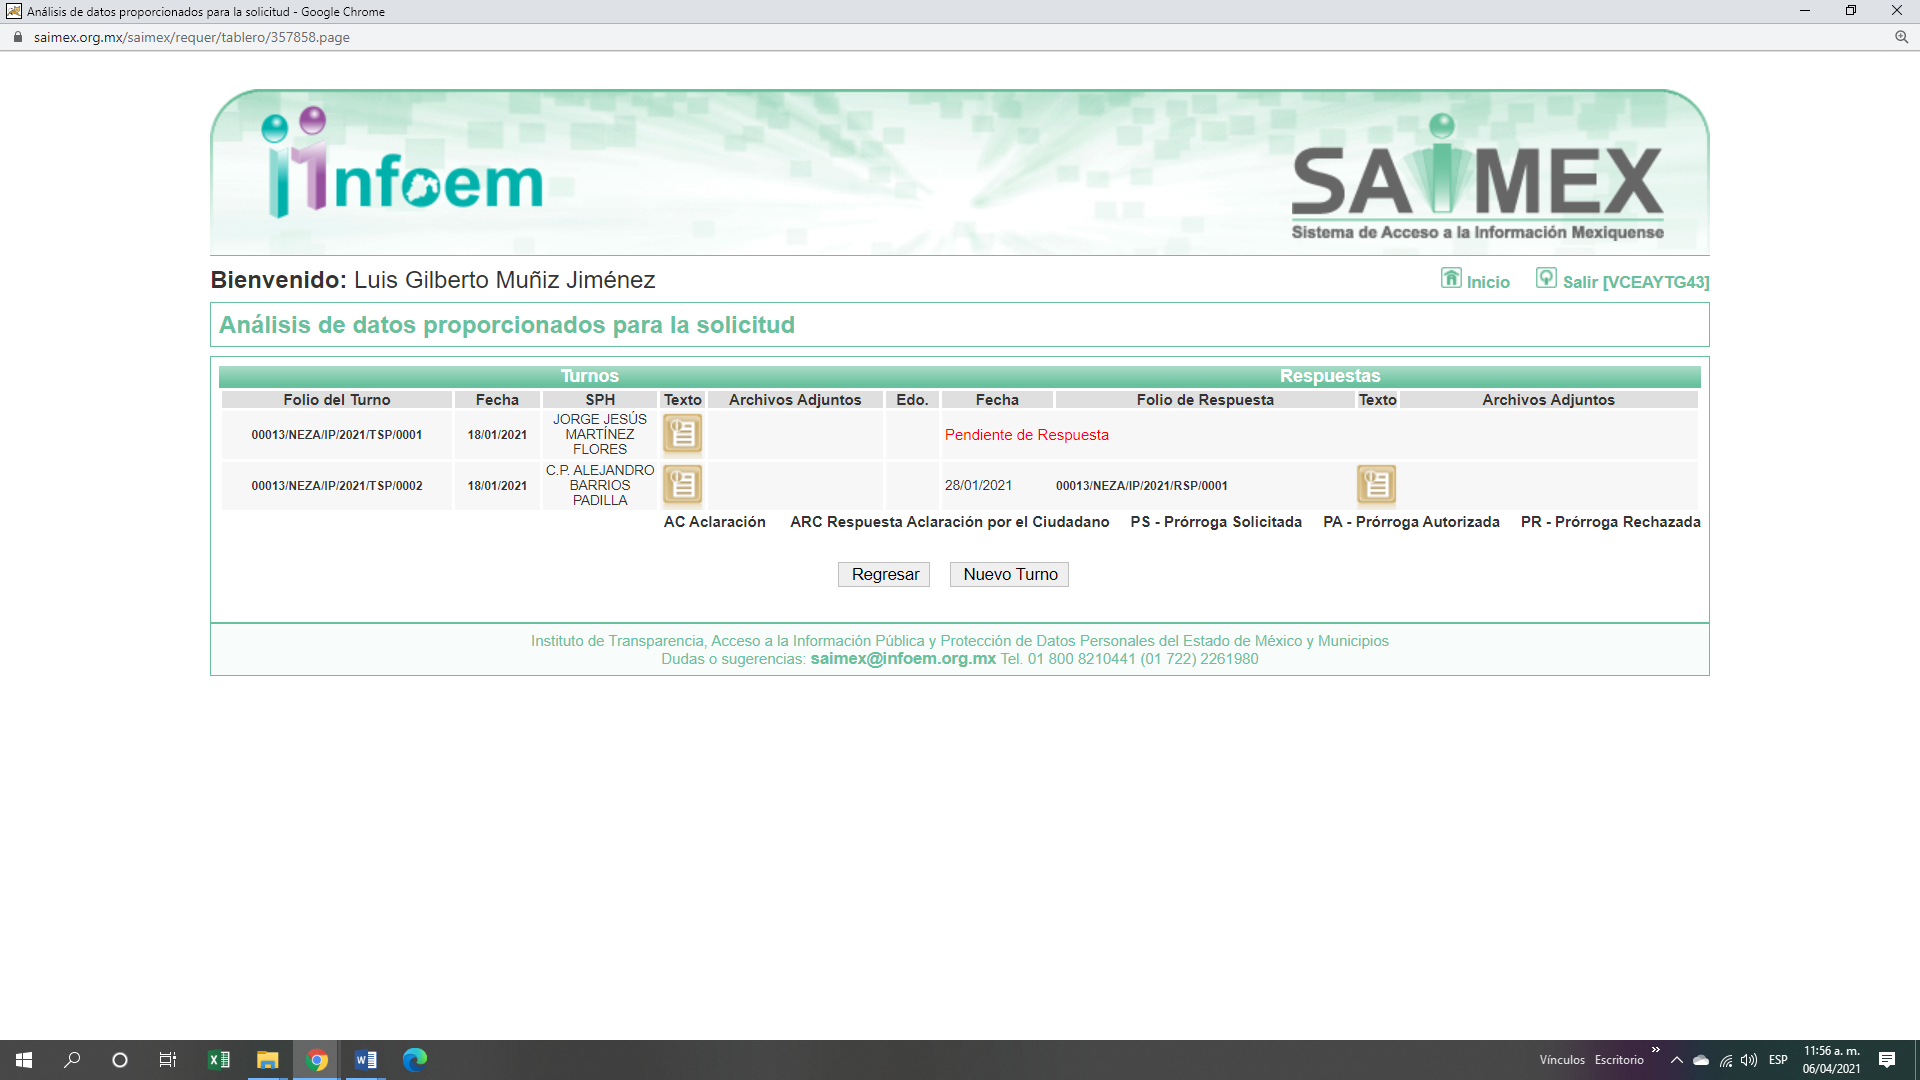 Análisis de datos proporcionados para la solicitud - Google Chrome
saimex.org.mx/saimex/requer/tablero/357858.page
infoem
SAIMEX
Sistema de Acceso a la Información Mexiquense
Bienvenido: Luis Gilberto Muñiz Jiménez
Inicio Salir [VCEAYTG43]
Análisis de datos proporcionados para la solicitud
Turnos Respuestas
Folio del Turno Fecha SPH Texto Archivos Adjuntos Edo. Fecha Folio de Respuesta Texto Archivos Adjuntos
00013/NEZA/IP/2021/TSP/0001 18/01/2021 JORGE JESÚS MARTÍNEZ FLORES Pendiente de Respuesta
00013/NEZA/IP/2021/TSP/0002 18/01/2021 C.P. ALEJANDRO BARRIOS PADILLA 28/01/2021 00013/NEZA/IP/2021/RSP/0001
AC Aclaración ARC Respuesta Aclaración por el Ciudadano PS - Prórroga Solicitada PA - Prórroga Autorizada PR - Prórroga Rechazada
Regresar Nuevo Turno
Instituto de Transparencia, Acceso a la Información Pública y Protección de Datos Personales del Estado de México y Municipios
Dudas o sugerencias: saimex@infoem.org.mx Tel. 01 800 8210441 (01 722) 2261980
Vínculos Escritorio » ESP 11:56 a. m.
06/04/2021